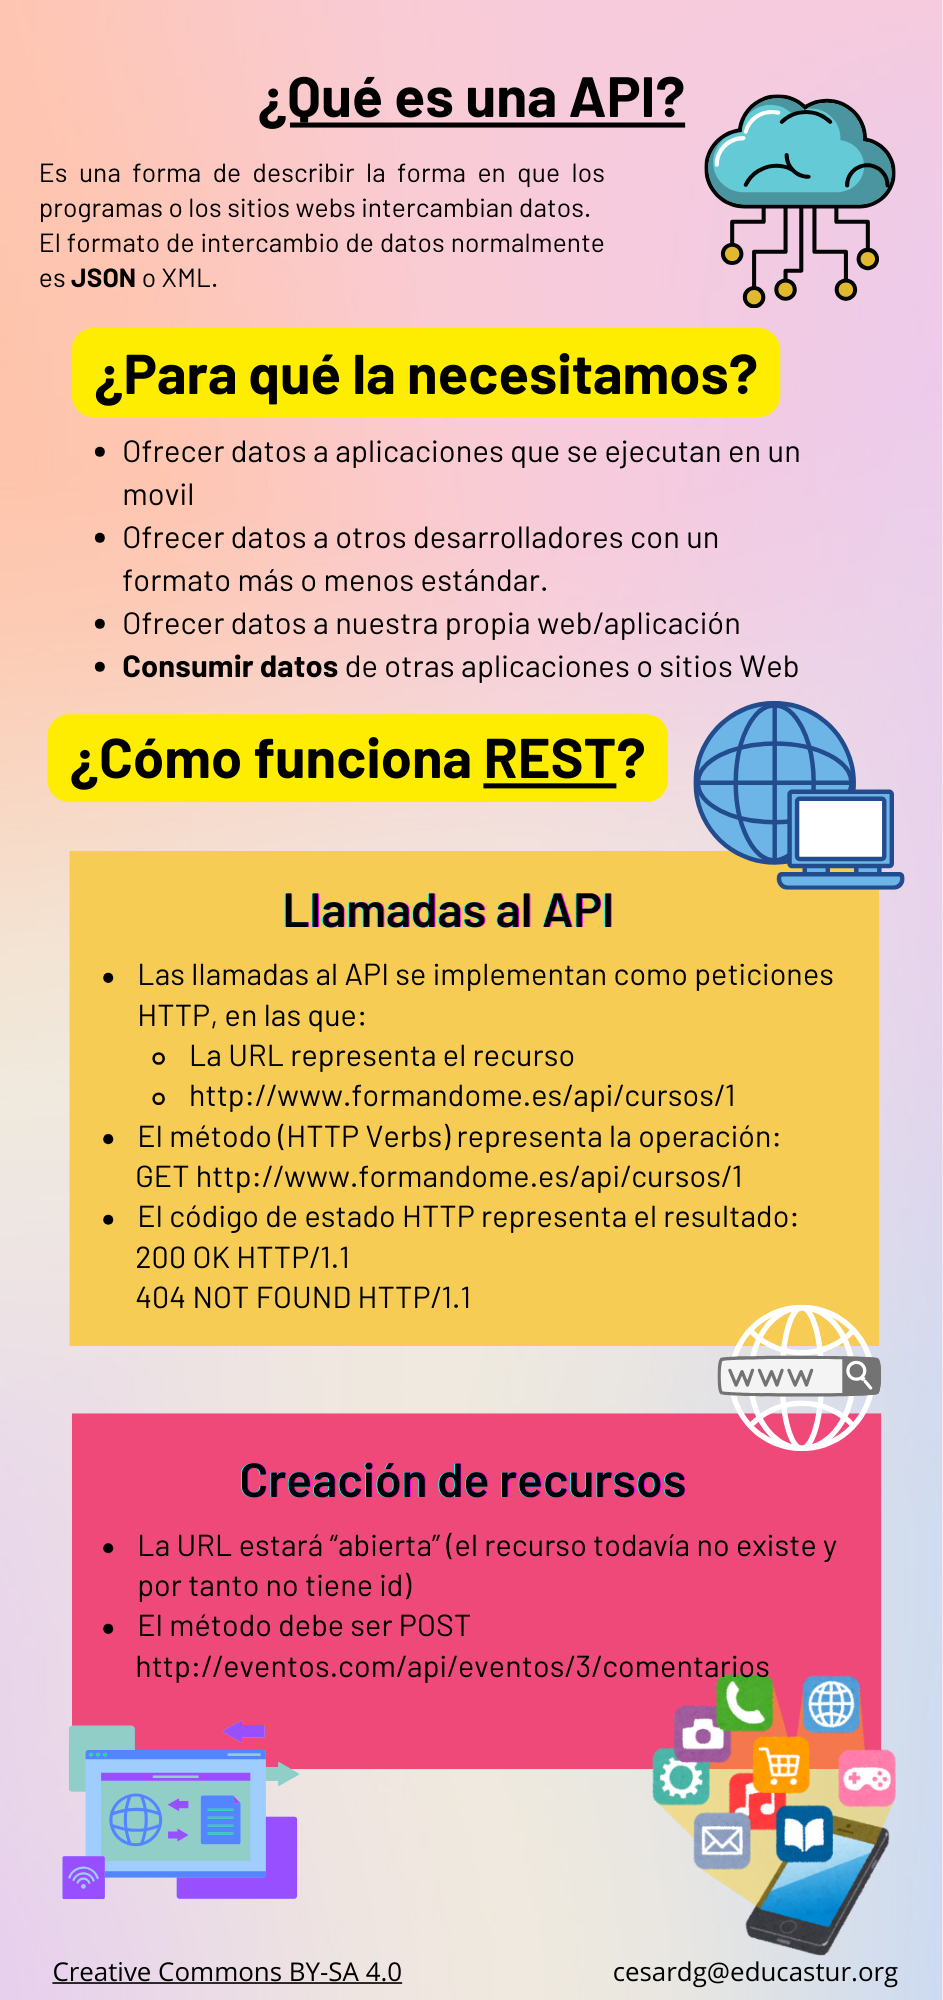 ¿Qué es una API?
Es una forma de describir la forma en que los
programas o los sitios webs intercambian datos.
El formato de intercambio de datos normalmente
es JSON o XML.
¿Para qué la necesitamos?
• Ofrecer datos a aplicaciones que se ejecutan en un
movil
• Ofrecer datos a otros desarrolladores con un
formato más o menos estándar.
• Ofrecer datos a nuestra propia web/aplicación
• Consumir datos de otras aplicaciones o sitios Web
¿Cómo funciona REST?
Llamadas al API
• Las llamadas al API se implementan como peticiones
HTTP, en las que:
◦ La URL representa el recurso
◦ http://www.formandome.es/api/cursos/1
• El método (HTTP Verbs) representa la operación:
GET http://www.formandome.es/api/cursos/1
• El código de estado HTTP representa el resultado:
200 OK HTTP/1.1
404 NOT FOUND HTTP/1.1
WWW
Creación de recursos
• La URL estará “abierta” (el recurso todavía no existe y
por tanto no tiene id)
• El método debe ser POST
http://eventos.com/api/eventos/3/comentarios
Creative Commons BY-SA 4.0
cesardg@educastur.org